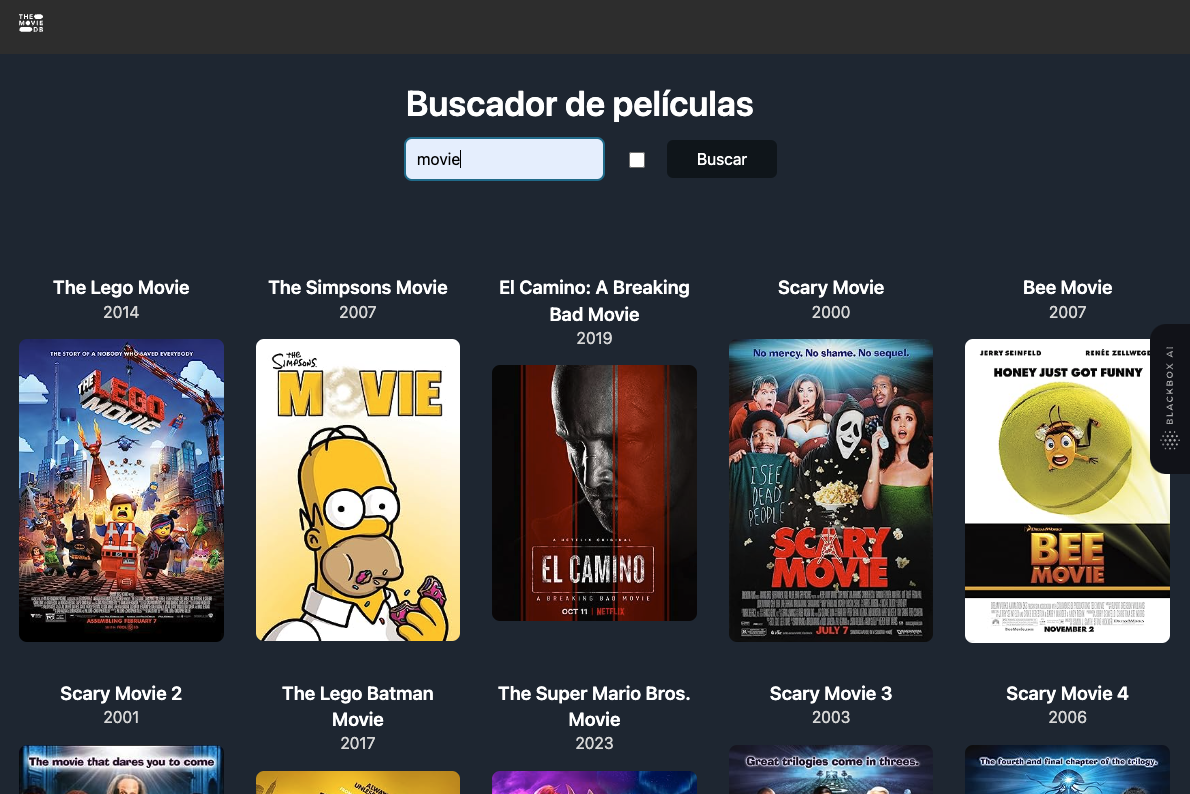 THE
MOVIE
DB
Buscador de películas
movie
Buscar
The Lego Movie
2014
The Simpsons Movie
2007
El Camino: A Breaking
Bad Movie
2019
Scary Movie
2000
Bee Movie
2007
THE STORY OF A NOBODY WHO SAVED EVERYBODY
THE
LEGO
MOVIE
ASSEMBLING FEBRUARY 7
THE
SIMPSONS
MOVIE
A NETFLIX ORIGINAL
EL CAMINO
A BREAKING BAD MOVIE
OCT 11 | NETFLIX
No mercy. No shame. No sequel.
I SEE
DEAD
PEOPLE
SCARY
MOVIE
JULY 7
JERRY SEINFELD RENÉE ZELLWEGE
HONEY JUST GOT FUNNY
DREAMWORKS
BEE
MOVIE
NOVEMBER 2
BLACKBOX AI
Scary Movie 2
2001
The Lego Batman
Movie
2017
The Super Mario Bros.
Movie
2023
Scary Movie 3
2003
Scary Movie 4
2006
The movie that dares you to come
ALWAYS
Great trilogies come in threes.
The fourth and final chapter of the trilogy.